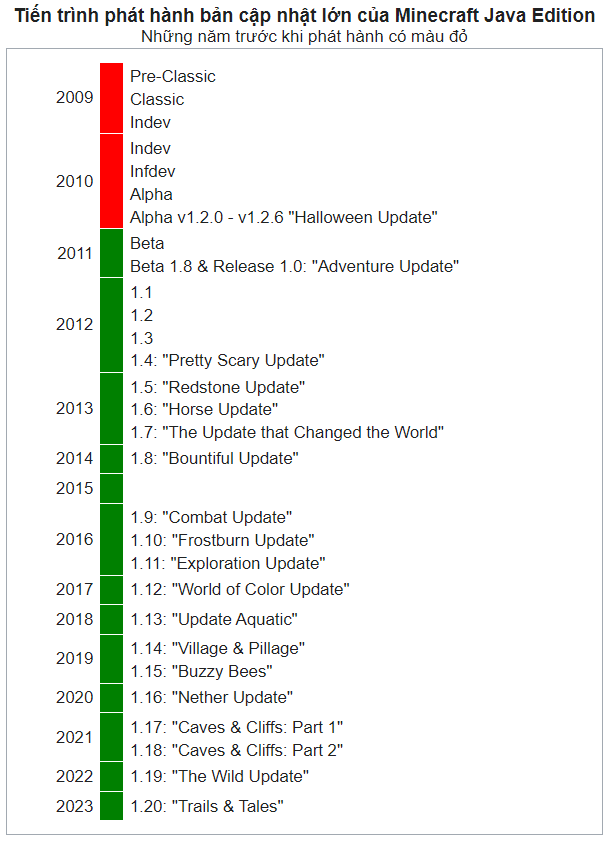 Tiến trình phát hành bản cập nhật lớn của Minecraft Java Edition
Những năm trước khi phát hành có màu đỏ
2009
Pre-Classic
Classic
Indev
2010
Indev
Infdev
Alpha
Alpha v1.2.0 - v1.2.6 "Halloween Update"
2011
Beta
Beta 1.8 & Release 1.0: "Adventure Update"
2012
1.1
1.2
1.3
1.4: "Pretty Scary Update"
2013
1.5: "Redstone Update"
1.6: "Horse Update"
1.7: "The Update that Changed the World"
2014
1.8: "Bountiful Update"
2015
2016
1.9: "Combat Update"
1.10: "Frostburn Update"
1.11: "Exploration Update"
2017
1.12: "World of Color Update"
2018
1.13: "Update Aquatic"
2019
1.14: "Village & Pillage"
1.15: "Buzzy Bees"
2020
1.16: "Nether Update"
2021
1.17: "Caves & Cliffs: Part 1"
1.18: "Caves & Cliffs: Part 2"
2022
1.19: "The Wild Update"
2023
1.20: "Trails & Tales"